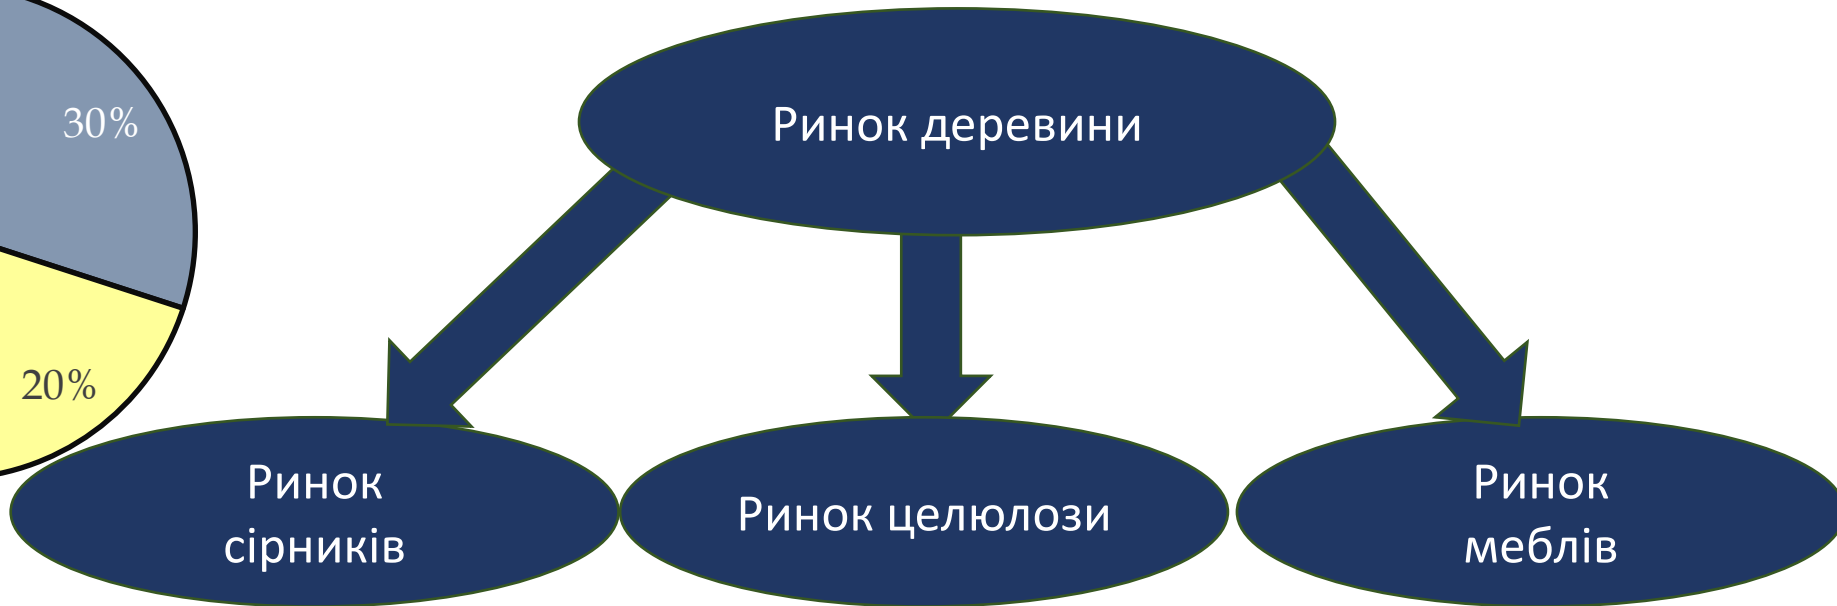 30%
20%
Ринок деревини
Ринок
сірників
Ринок целюлози
Ринок
меблів